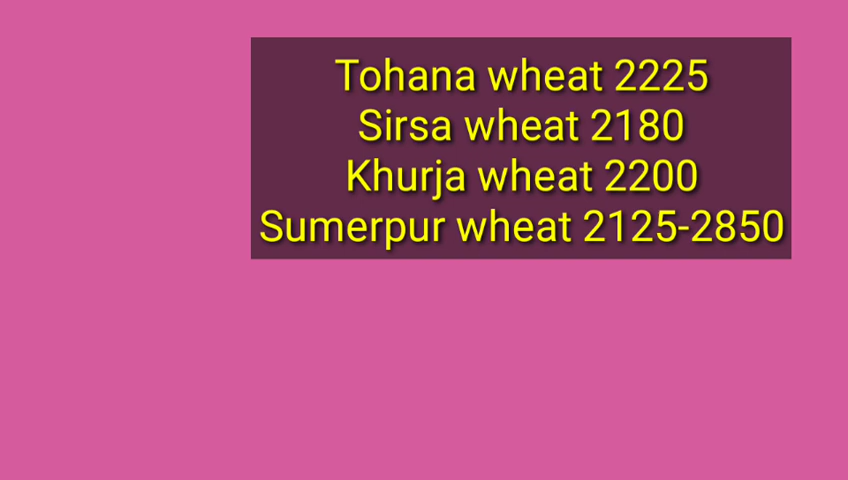 Tohana wheat 2225
Sirsa wheat 2180
Khurja wheat 2200
Sumerpur wheat 2125-2850